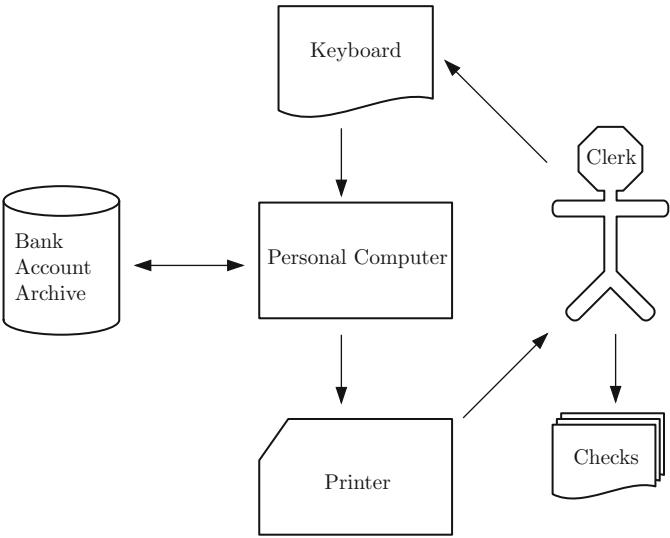 Keyboard
Clerk
Bank
Account
Archive
Personal Computer
Printer
Checks